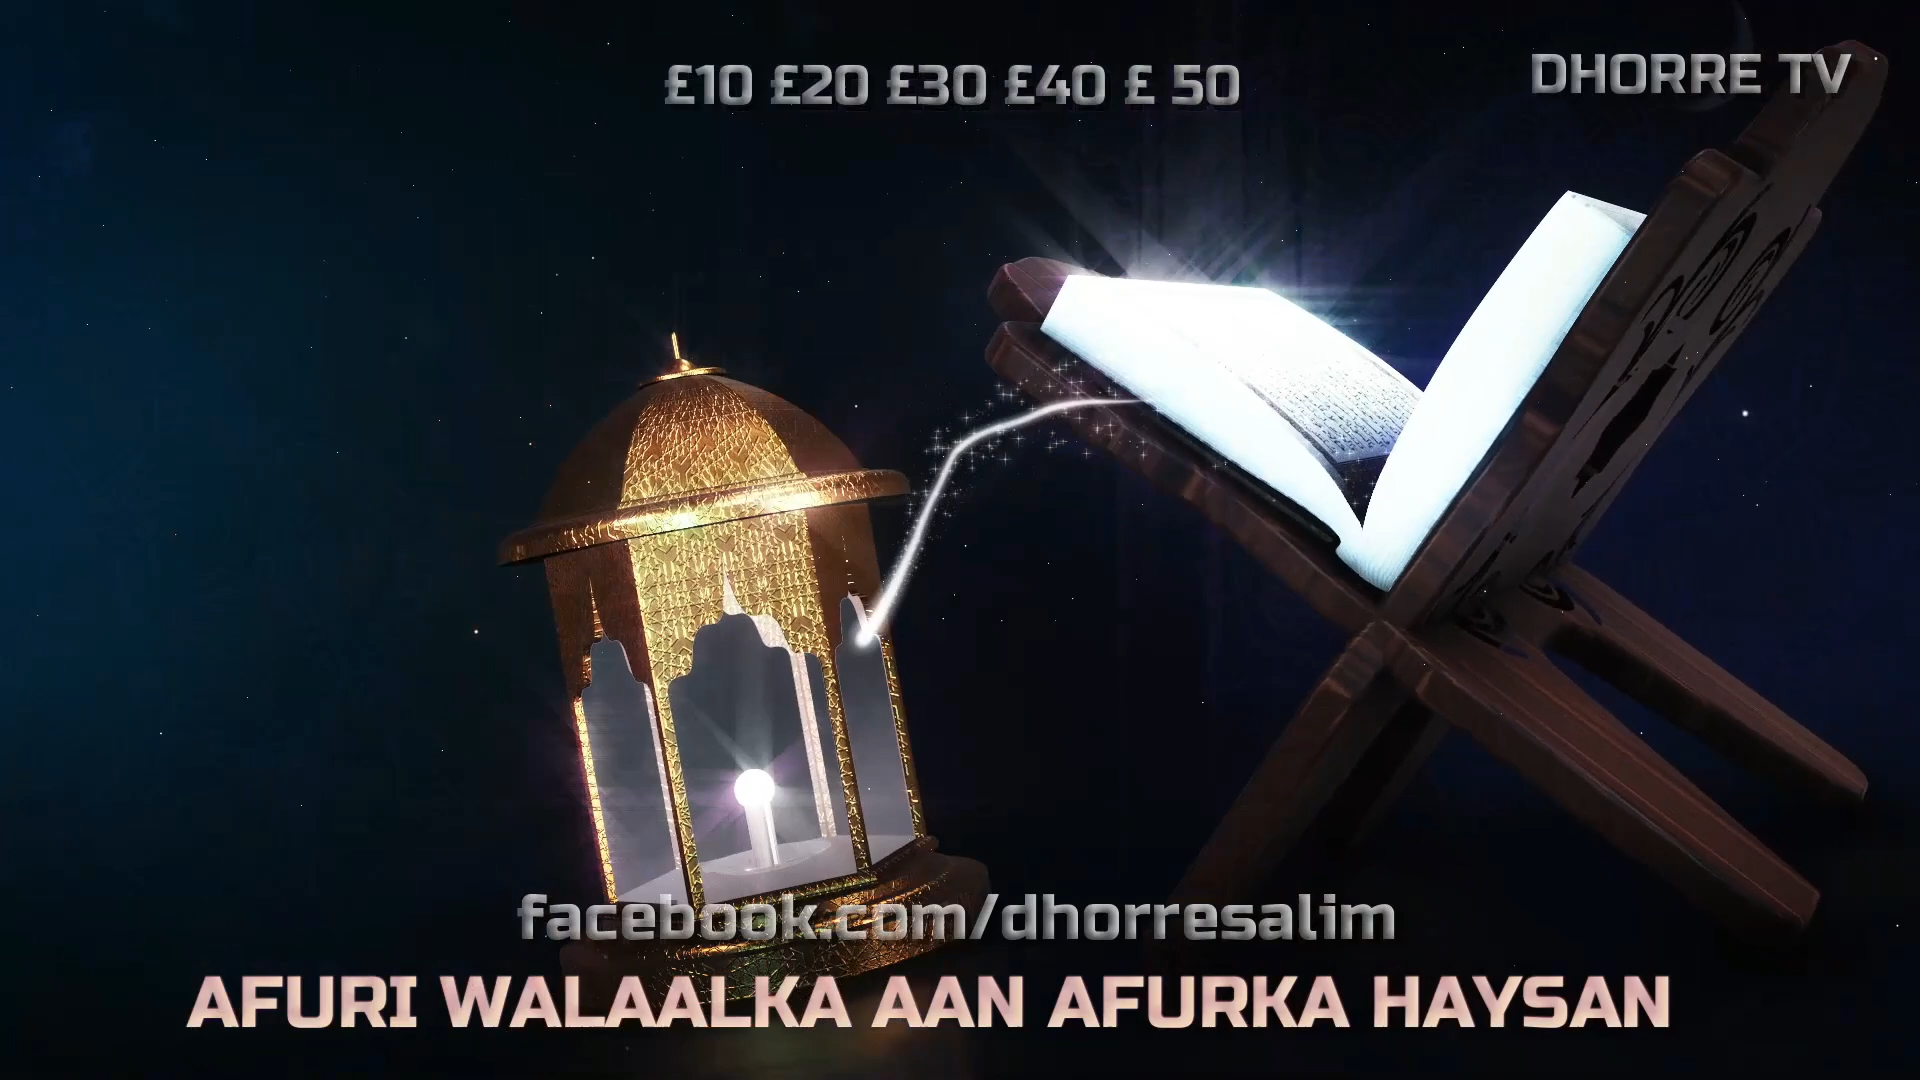 £10 £20 £30 £40 £ 50
DHORRE TV
facebook.com/dhorresalim
AFURI WALAALKA AAN AFURKA HAYSAN